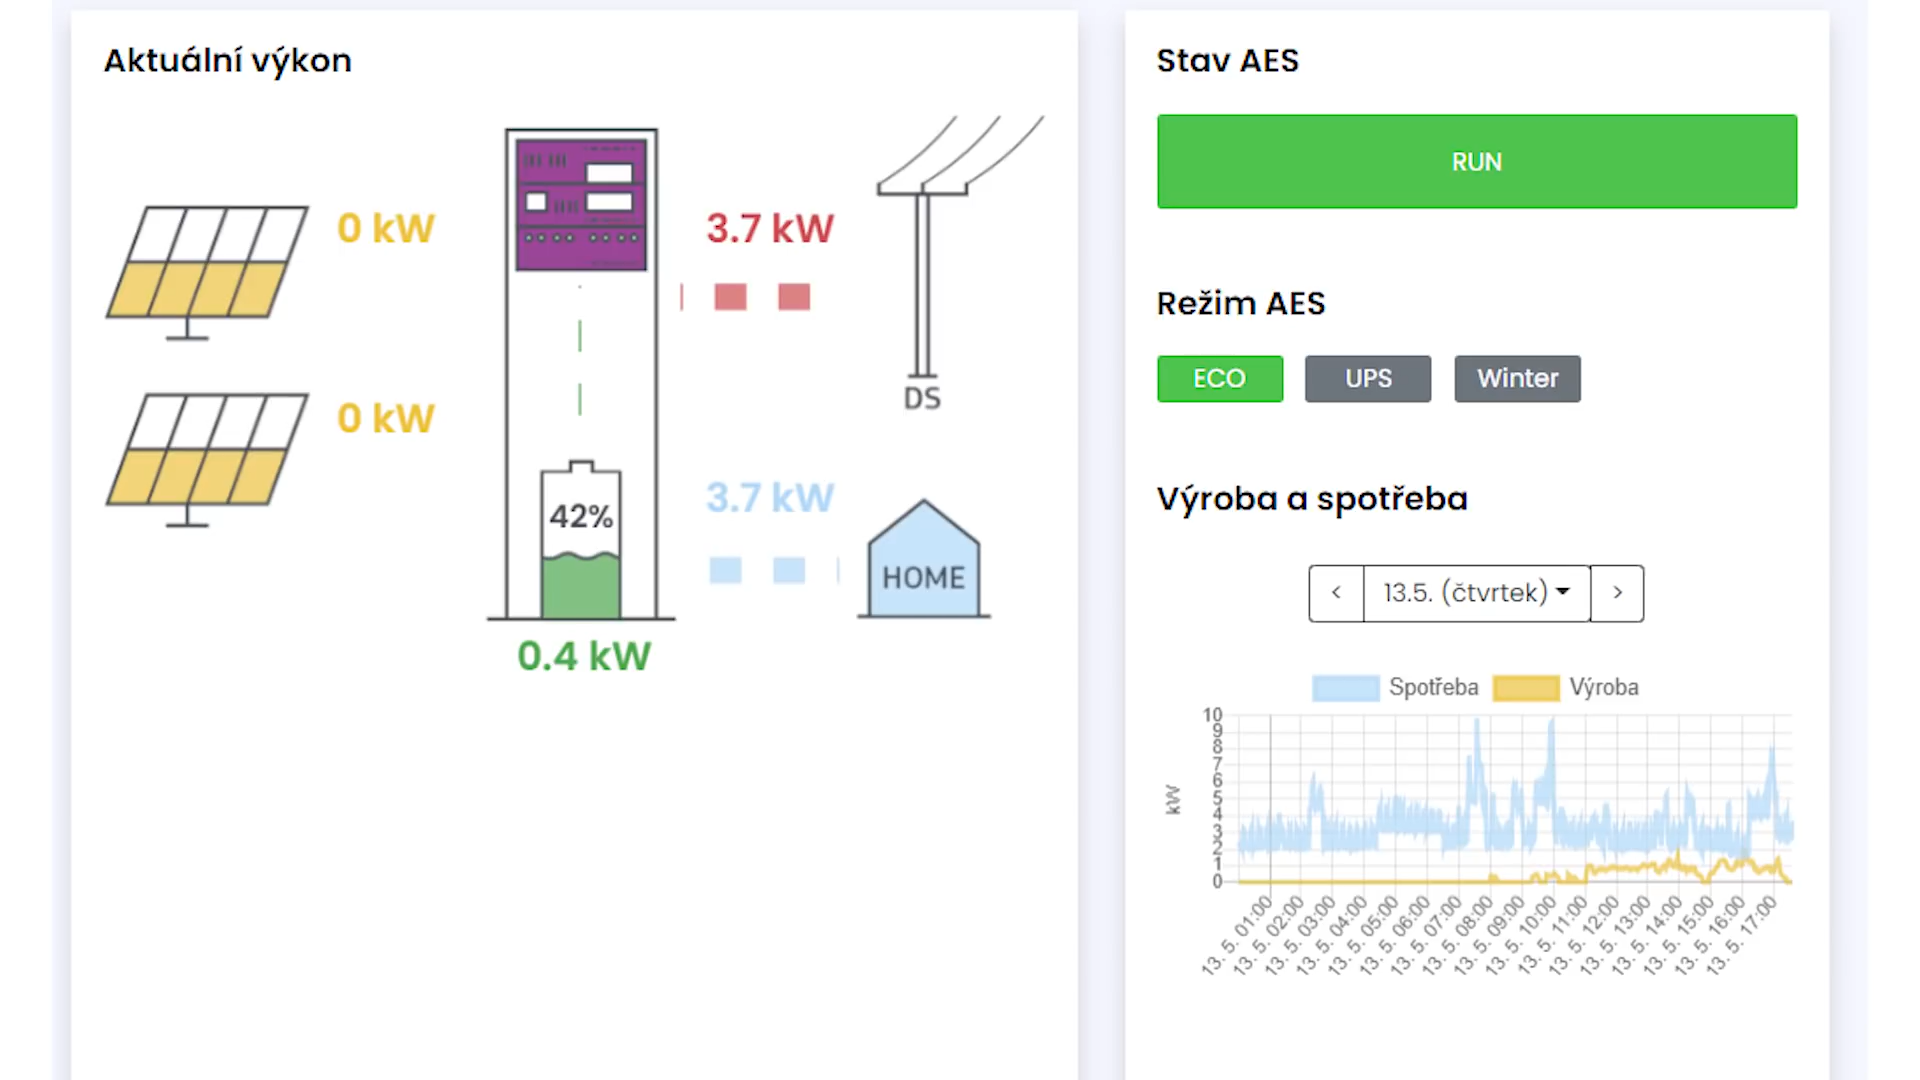 Aktuální výkon
0 kW
3.7 kW
DS
0 kW
42%
3.7 kW
HOME
0.4 kW
Stav AES
RUN
Režim AES
ECO UPS Winter
Výroba a spotřeba
< 13.5. (čtvrtek) >
Spotřeba Výroba
10
9
8
7
6
5
4
3
2
1
0
kW
13. 5. 01:00
13. 5. 02:00
13. 5. 03:00
13. 5. 04:00
13. 5. 05:00
13. 5. 06:00
13. 5. 07:00
13. 5. 08:00
13. 5. 09:00
13. 5. 10:00
13. 5. 11:00
13. 5. 12:00
13. 5. 13:00
13. 5. 14:00
13. 5. 15:00
13. 5. 16:00
13. 5. 17:00